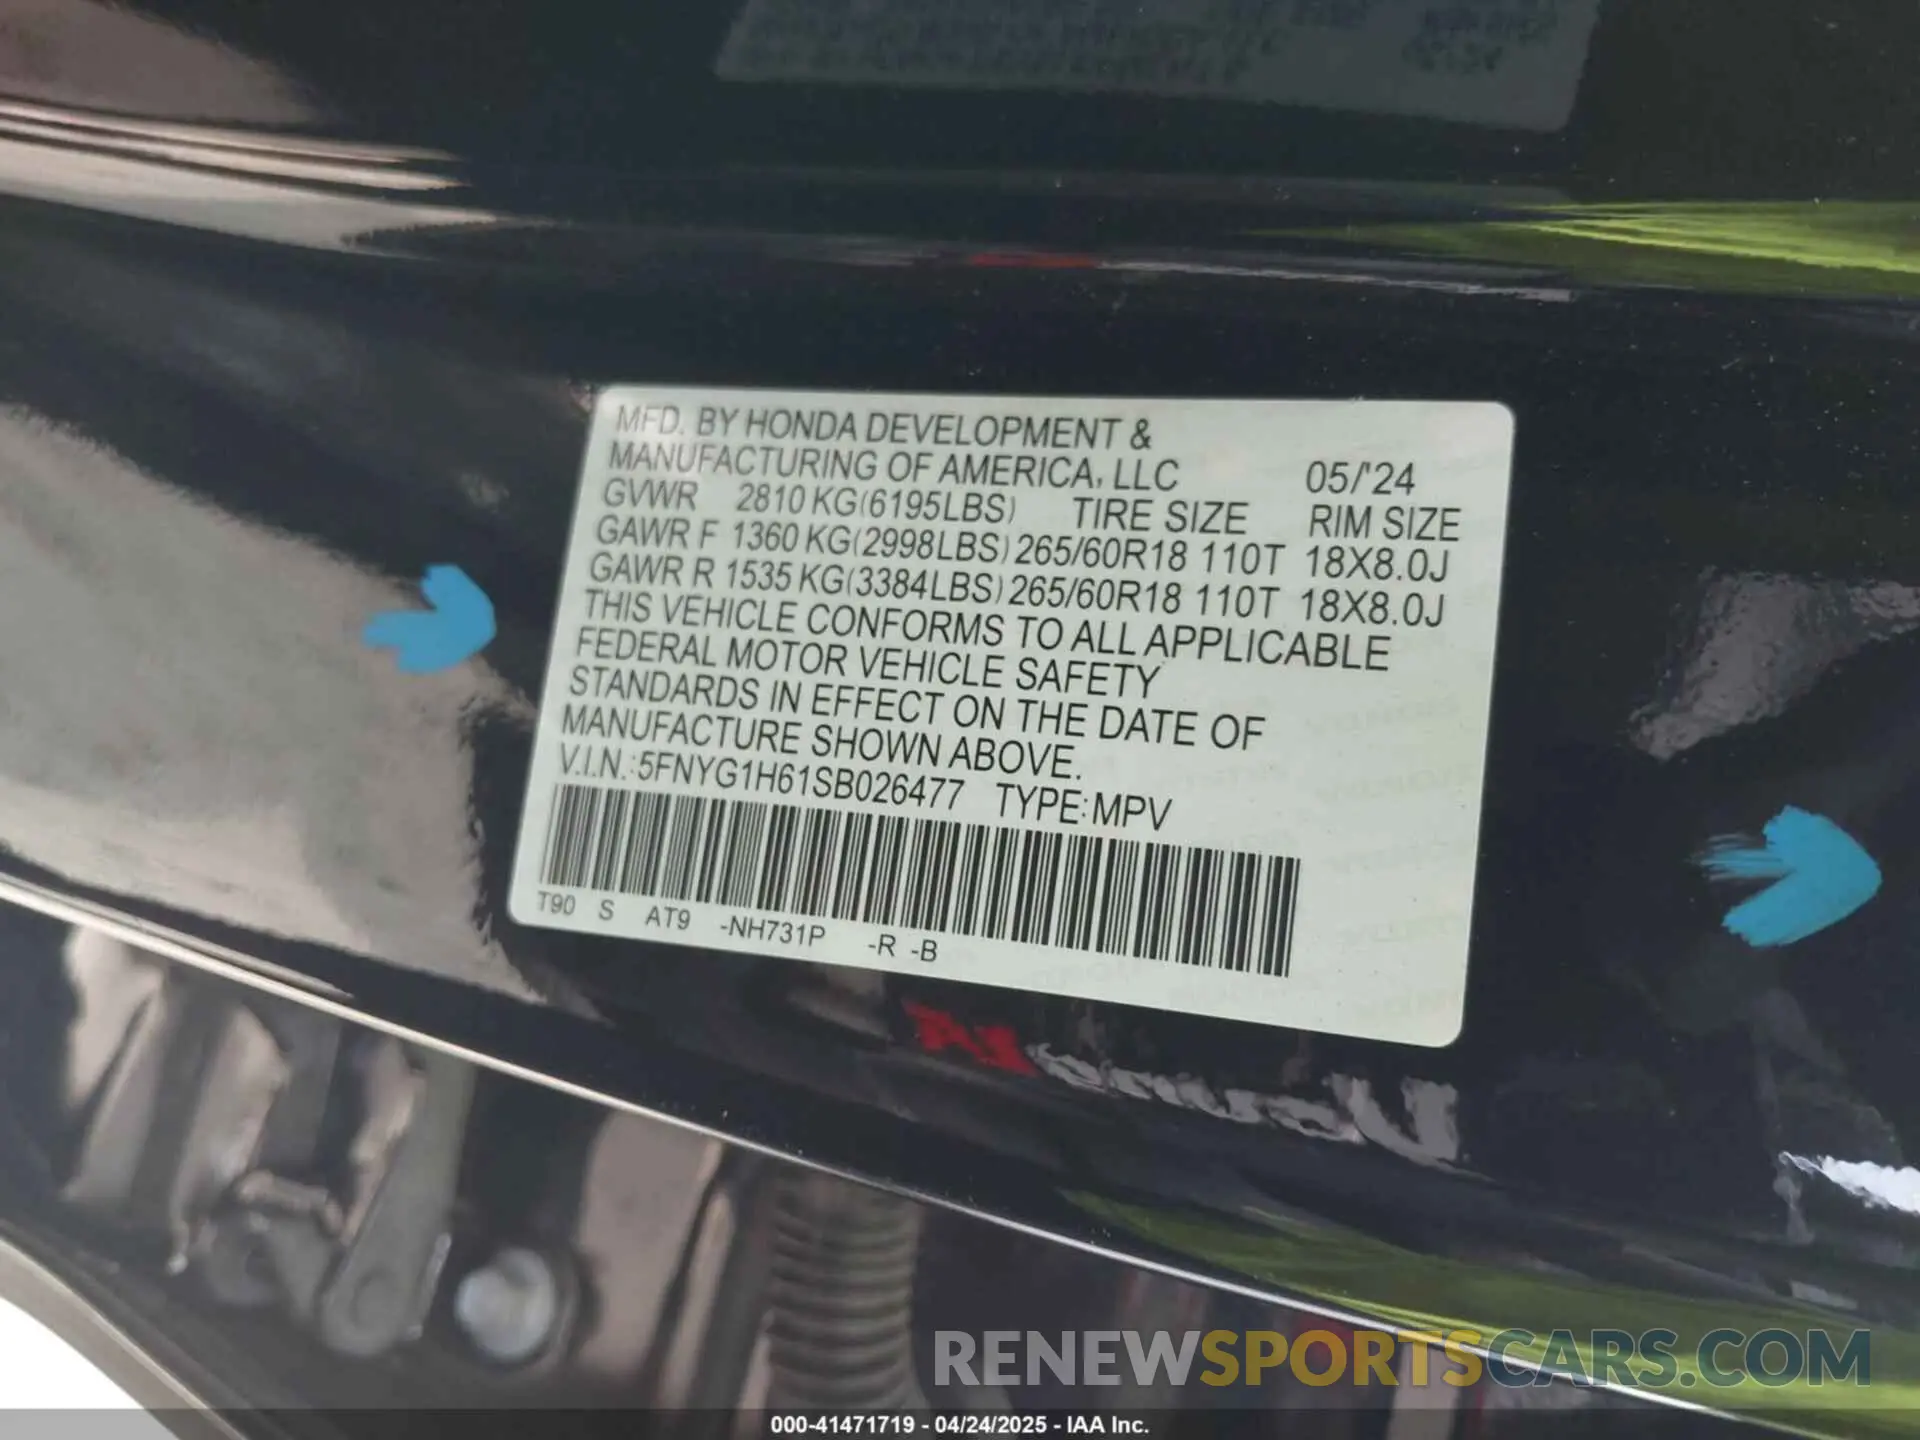 MFD. BY HONDA DEVELOPMENT &
MANUFACTURING OF AMERICA, LLC 05/'24
GVWR 2810 KG(6195LBS) TIRE SIZE RIM SIZE
GAWR F 1360 KG(2998LBS) 265/60R18 110T 18X8.0J
GAWR R 1535 KG(3384LBS) 265/60R18 110T 18X8.0J
THIS VEHICLE CONFORMS TO ALL APPLICABLE
FEDERAL MOTOR VEHICLE SAFETY
STANDARDS IN EFFECT ON THE DATE OF
MANUFACTURE SHOWN ABOVE.
V.I.N.:5FNYG1H61SB026477 TYPE:MPV
T90 S AT9 -NH731P -R -B
RENEWSPORTSCARS.COM
000-41471719 - 04/24/2025 - IAA Inc.